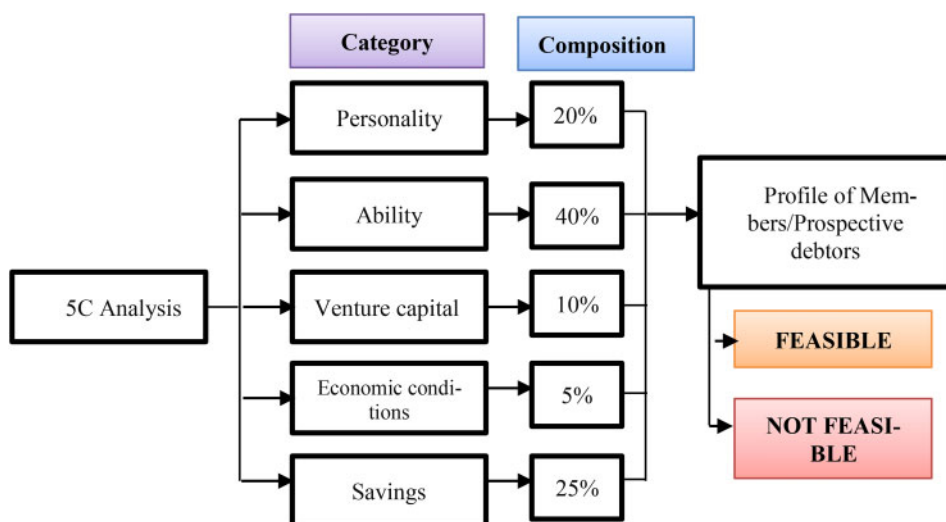 Category
Composition
Personality
20%
Ability
40%
Venture capital
10%
Economic condi-
tions
5%
Savings
25%
5C Analysis
Profile of Mem-
bers/Prospective
debtors
FEASIBLE
NOT FEASI-
BLE